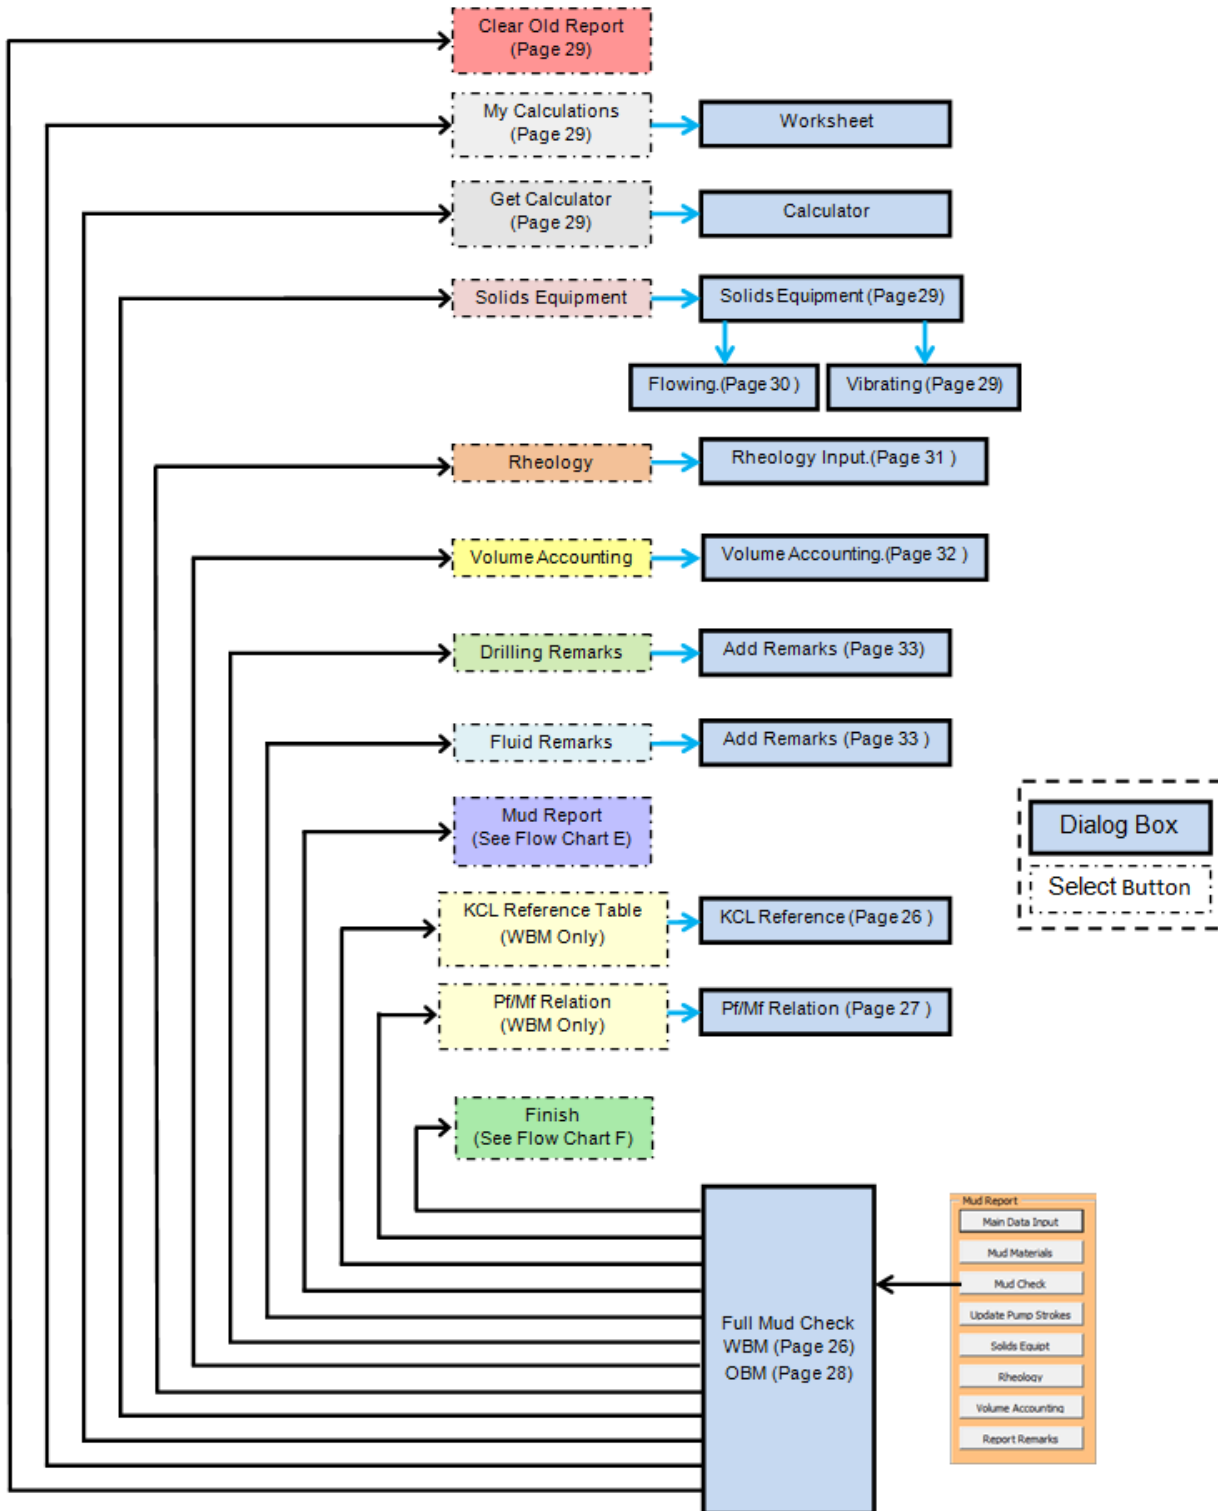 Clear Old Report
(Page 29)
My Calculations
(Page 29)
Worksheet
Get Calculator
(Page 29)
Calculator
Solids Equipment
Solids Equipment (Page29)
Flowing.(Page 30 )
Vibrating (Page 29)
Rheology
Rheology Input.(Page 31 )
Volume Accounting
Volume Accounting.(Page 32 )
Drilling Remarks
Add Remarks (Page 33)
Fluid Remarks
Add Remarks (Page 33 )
Mud Report
(See Flow Chart E)
Dialog Box
Select Button
KCL Reference Table
(WBM Only)
KCL Reference (Page 26 )
Pf/Mf Relation
(WBM Only)
Pf/Mf Relation (Page 27 )
Finish
(See Flow Chart F)
Full Mud Check
WBM (Page 26)
OBM (Page 28)
Mud Report
Main Data Input
Mud Materials
Mud Check
Update Pump Strokes
Solids Equipt
Rheology
Volume Accounting
Report Remarks